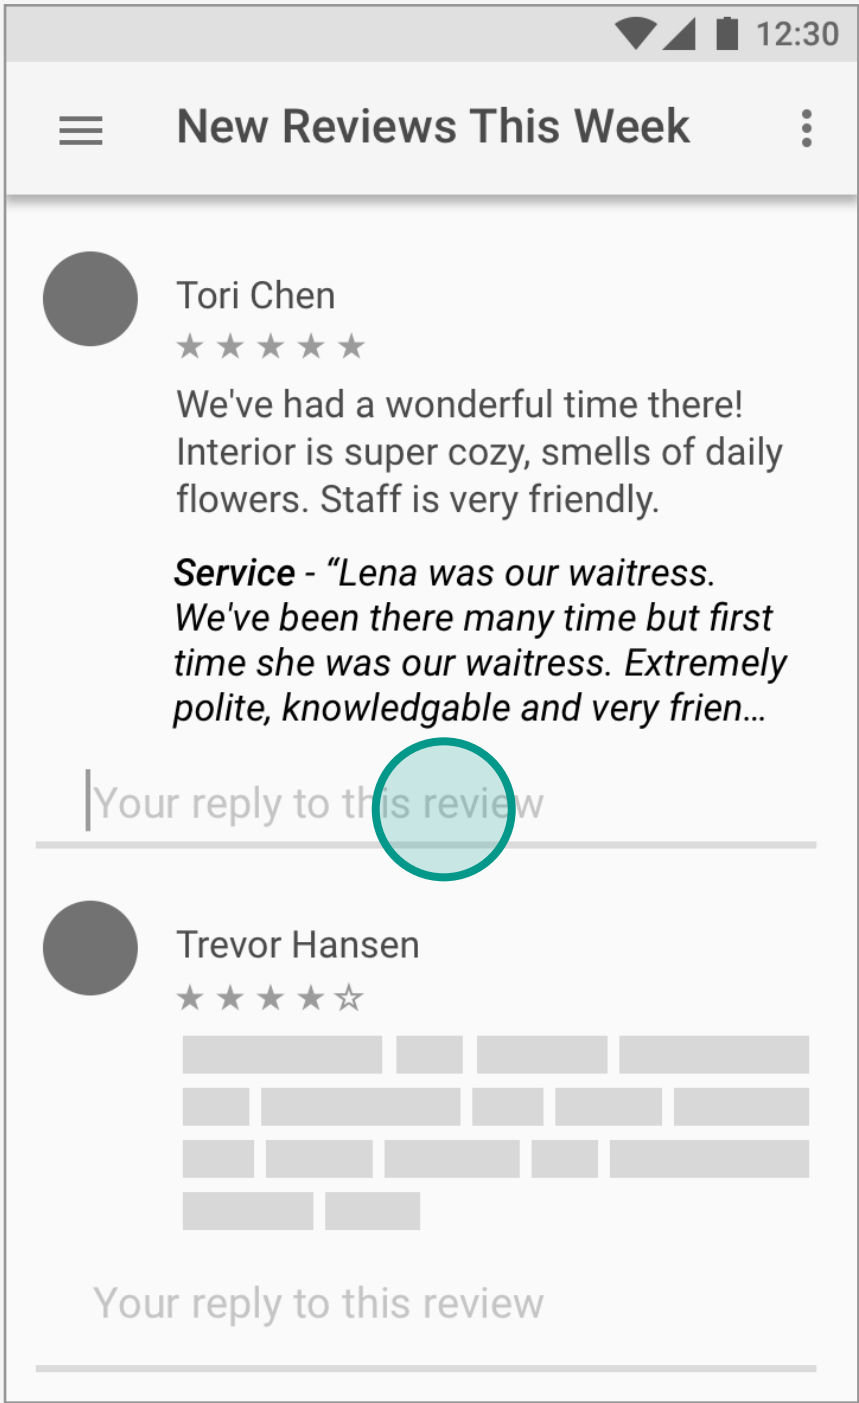 12:30
New Reviews This Week
Tori Chen
We've had a wonderful time there!
Interior is super cozy, smells of daily
flowers. Staff is very friendly.
Service - “Lena was our waitress.
We've been there many time but first
time she was our waitress. Extremely
polite, knowledgable and very frien…
Your reply to this review
Trevor Hansen
Your reply to this review